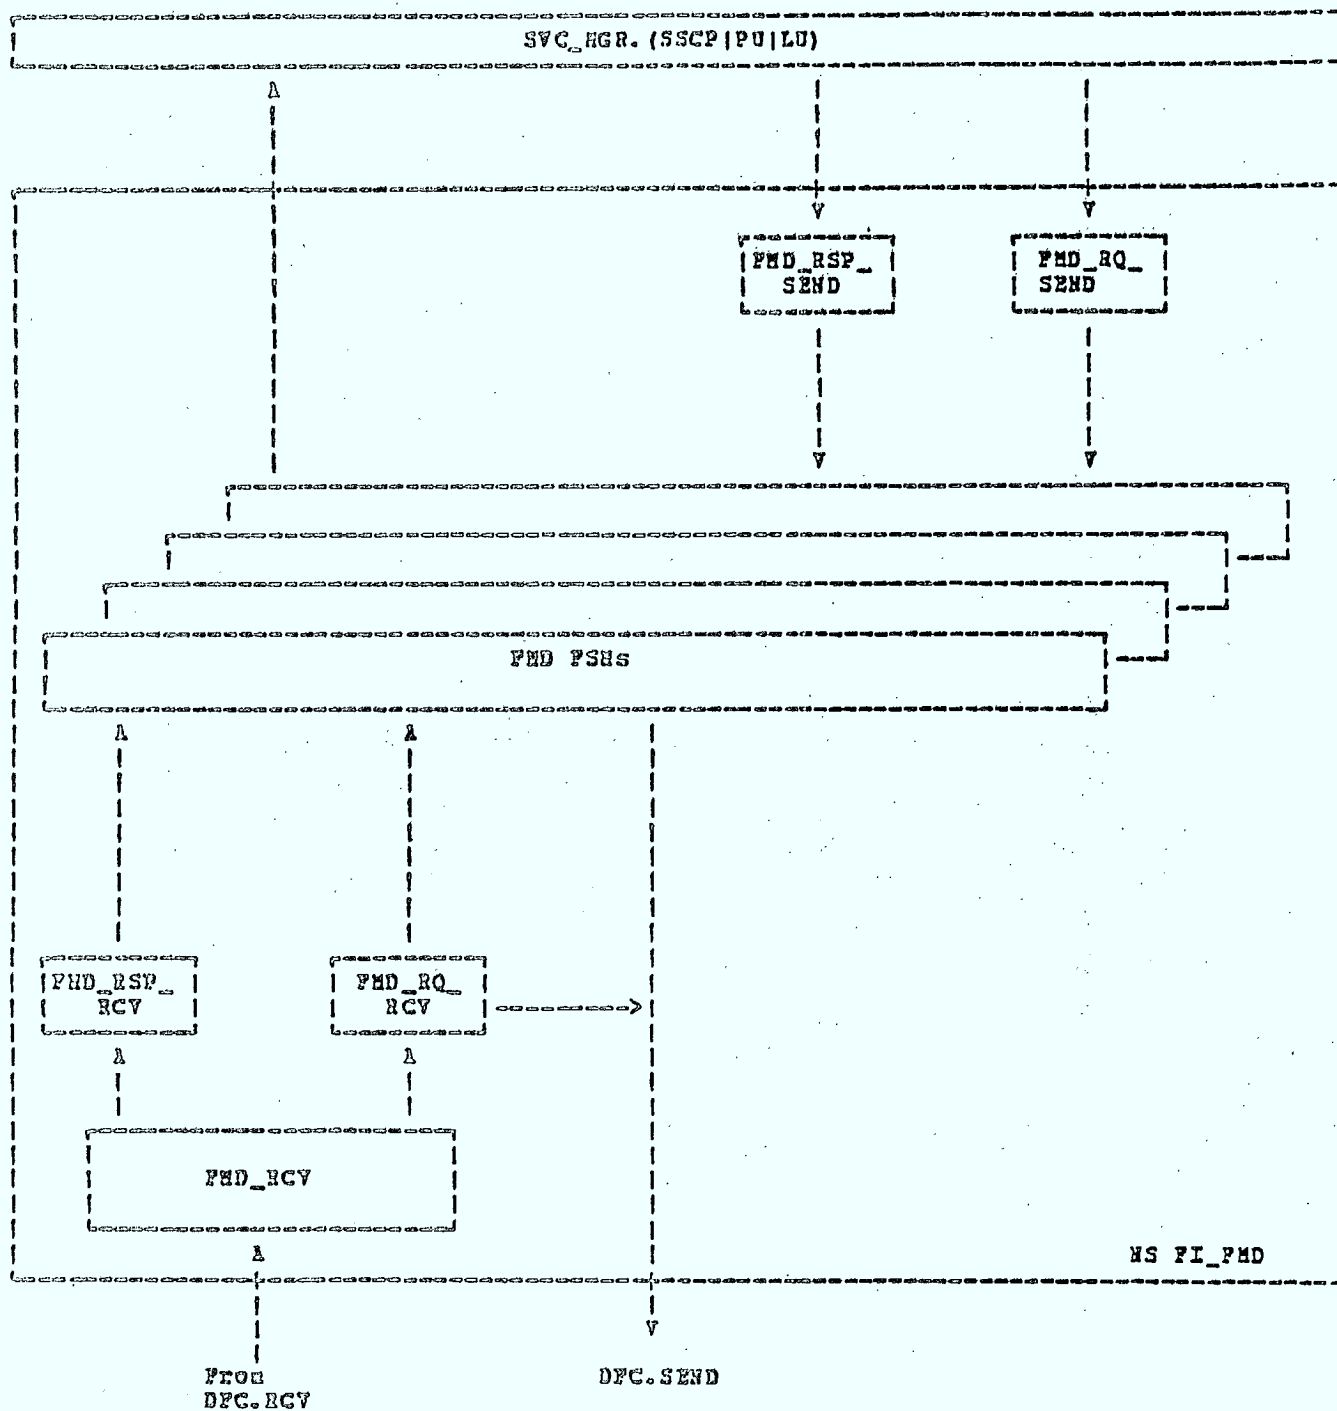 SVC_MGR.(SSCP|PU|LU)
FMD_RSP_
SEND
FMD_RQ_
SEND
FMD FSMs
FMD_RSP_
RCV
FMD_RQ_
RCV
FMD_RCV
NS FI_FMD
From
DFC.RCV
DFC.SEND